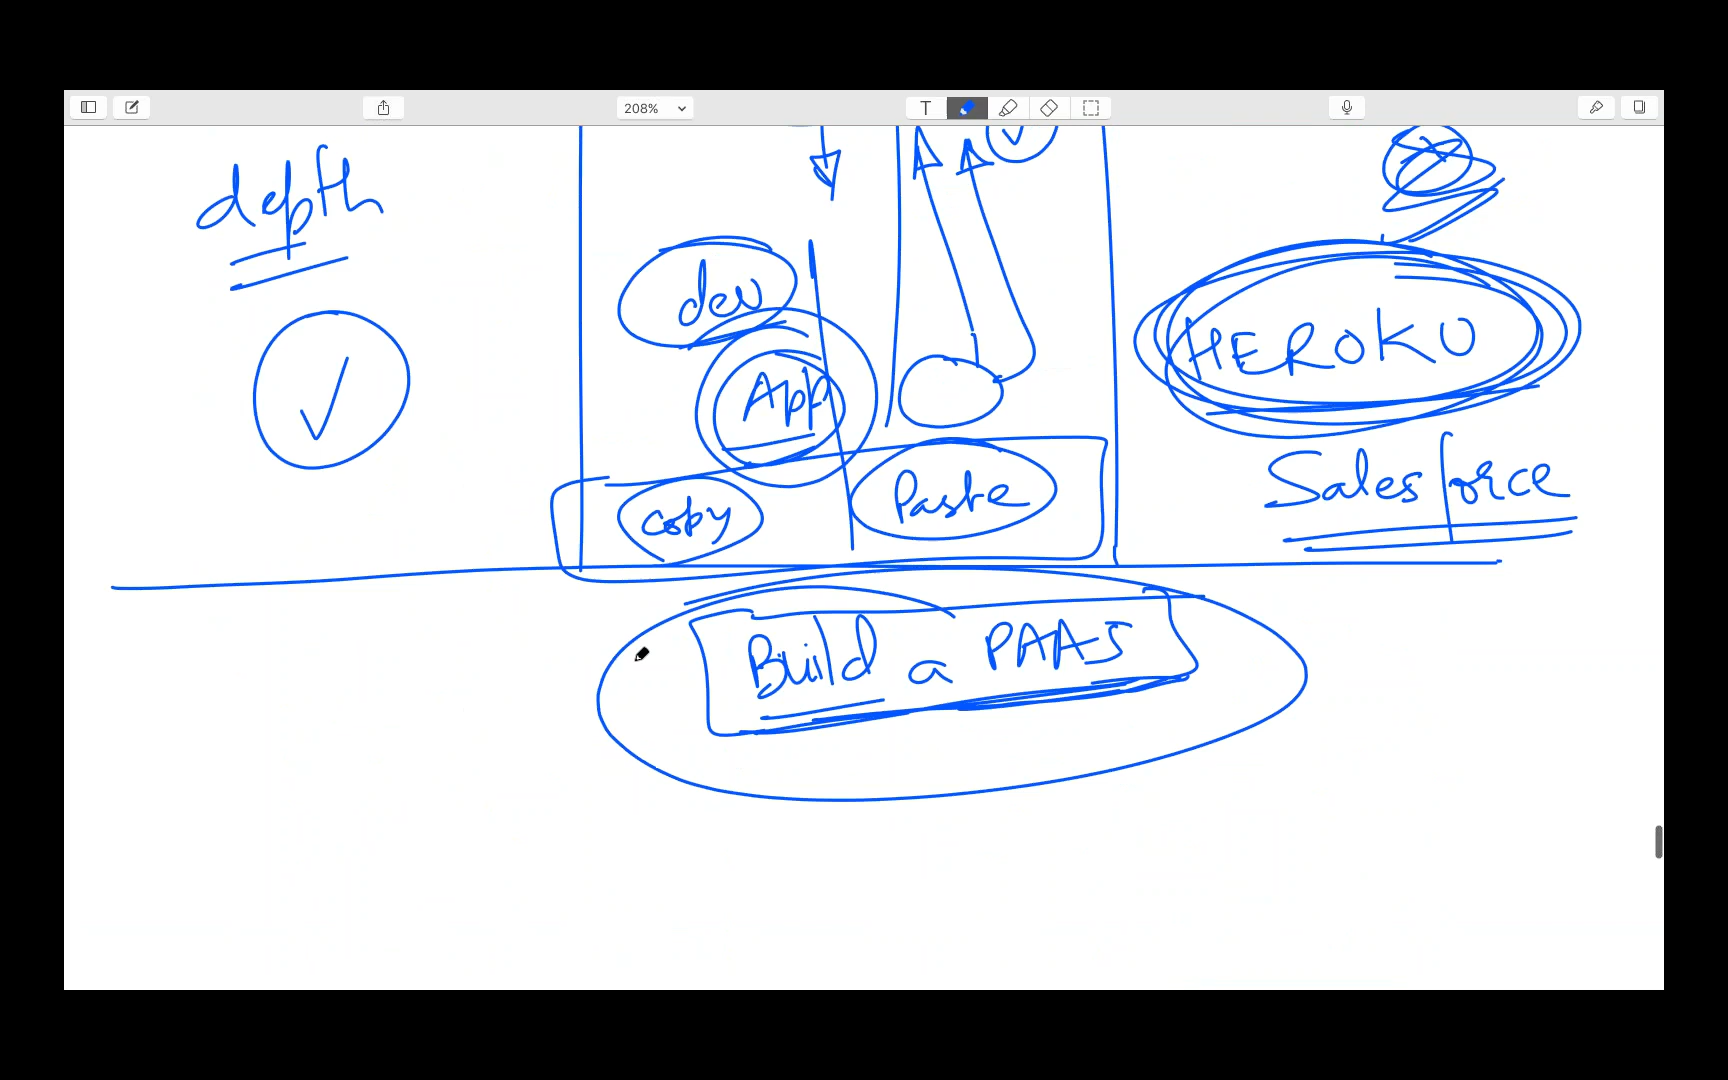 208%
T
depth
dev
App
HEROKU
Copy
Paste
Salesforce
Build a PAAS